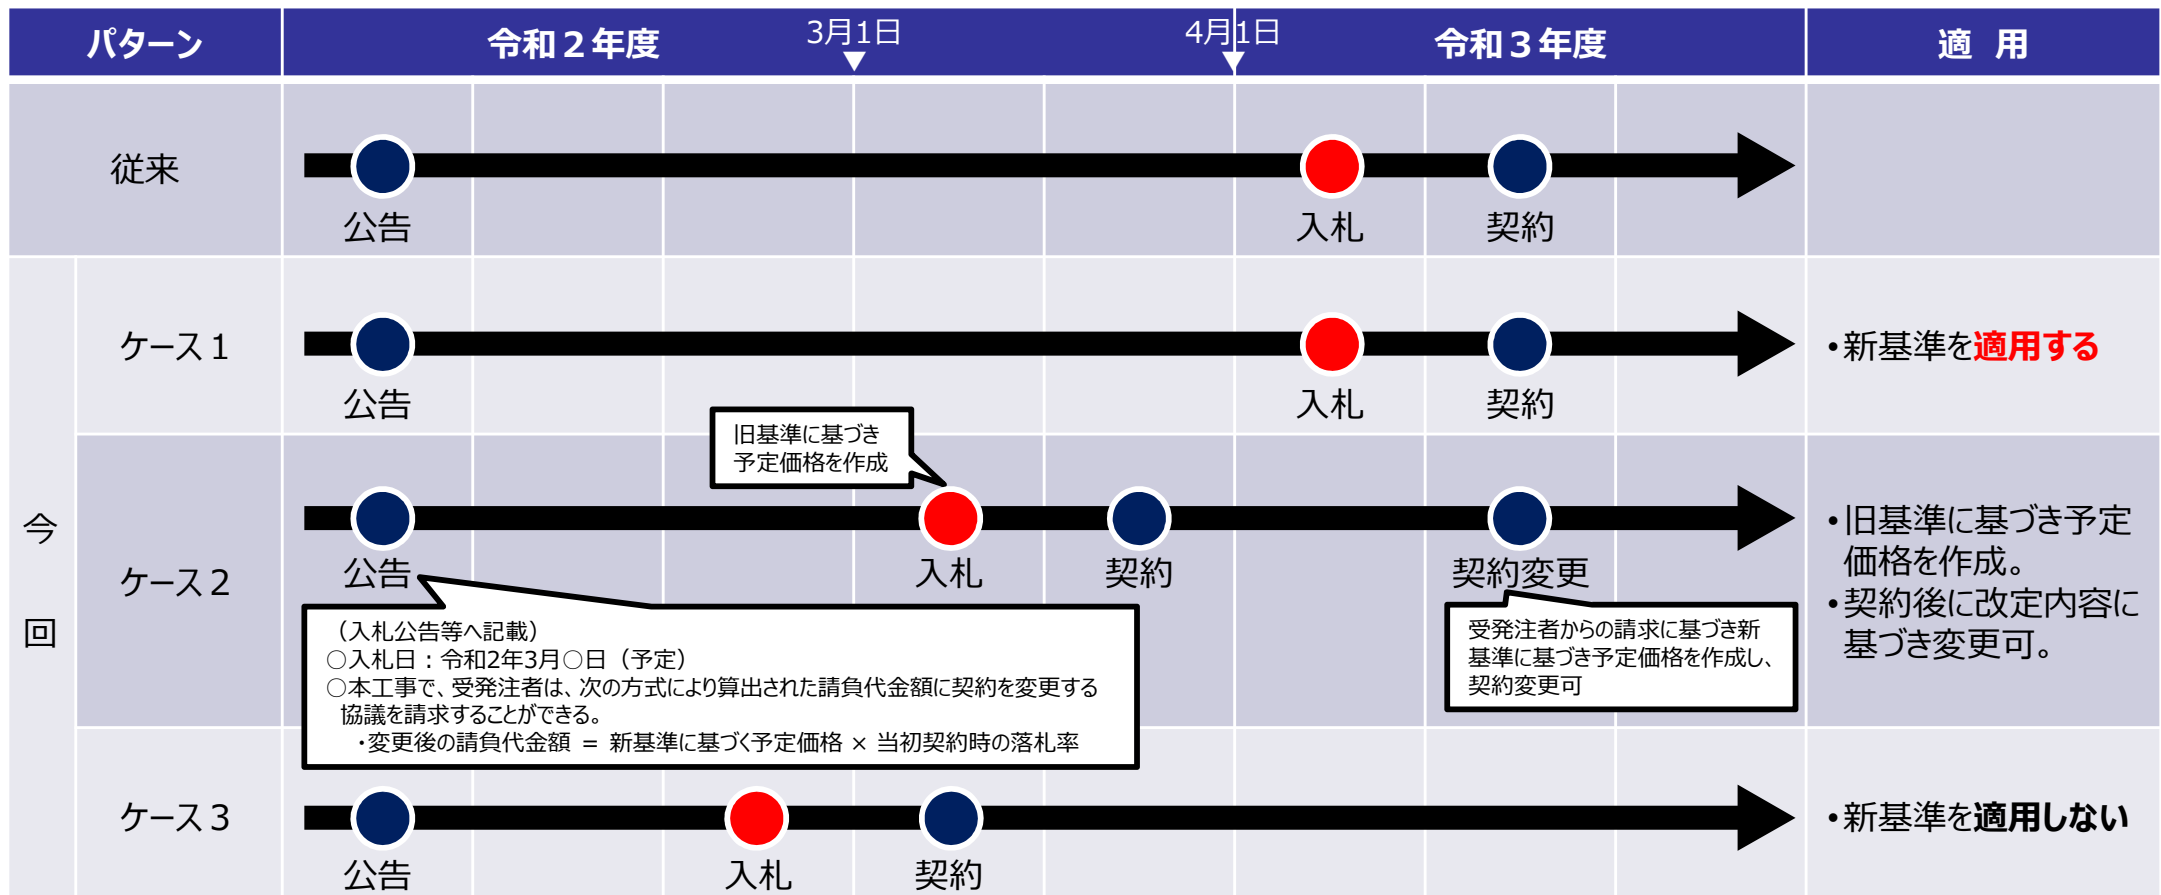 パターン
令和２年度
3月1日
4月1日
令和３年度
適 用
従来
公告
入札
契約
今
回
ケース１
公告
入札
契約
・新基準を適用する
ケース２
旧基準に基づき
予定価格を作成
公告
入札
契約
契約変更
（入札公告等へ記載）
○入札日：令和2年3月○日（予定）
○本工事で、受発注者は、次の方式により算出された請負代金額に契約を変更する
協議を請求することができる。
・変更後の請負代金額 ＝ 新基準に基づく予定価格 × 当初契約時の落札率
受発注者からの請求に基づき新
基準に基づき予定価格を作成し、
契約変更可
・旧基準に基づき予定
価格を作成。
・契約後に改定内容に
基づき変更可。
ケース３
公告
入札
契約
・新基準を適用しない